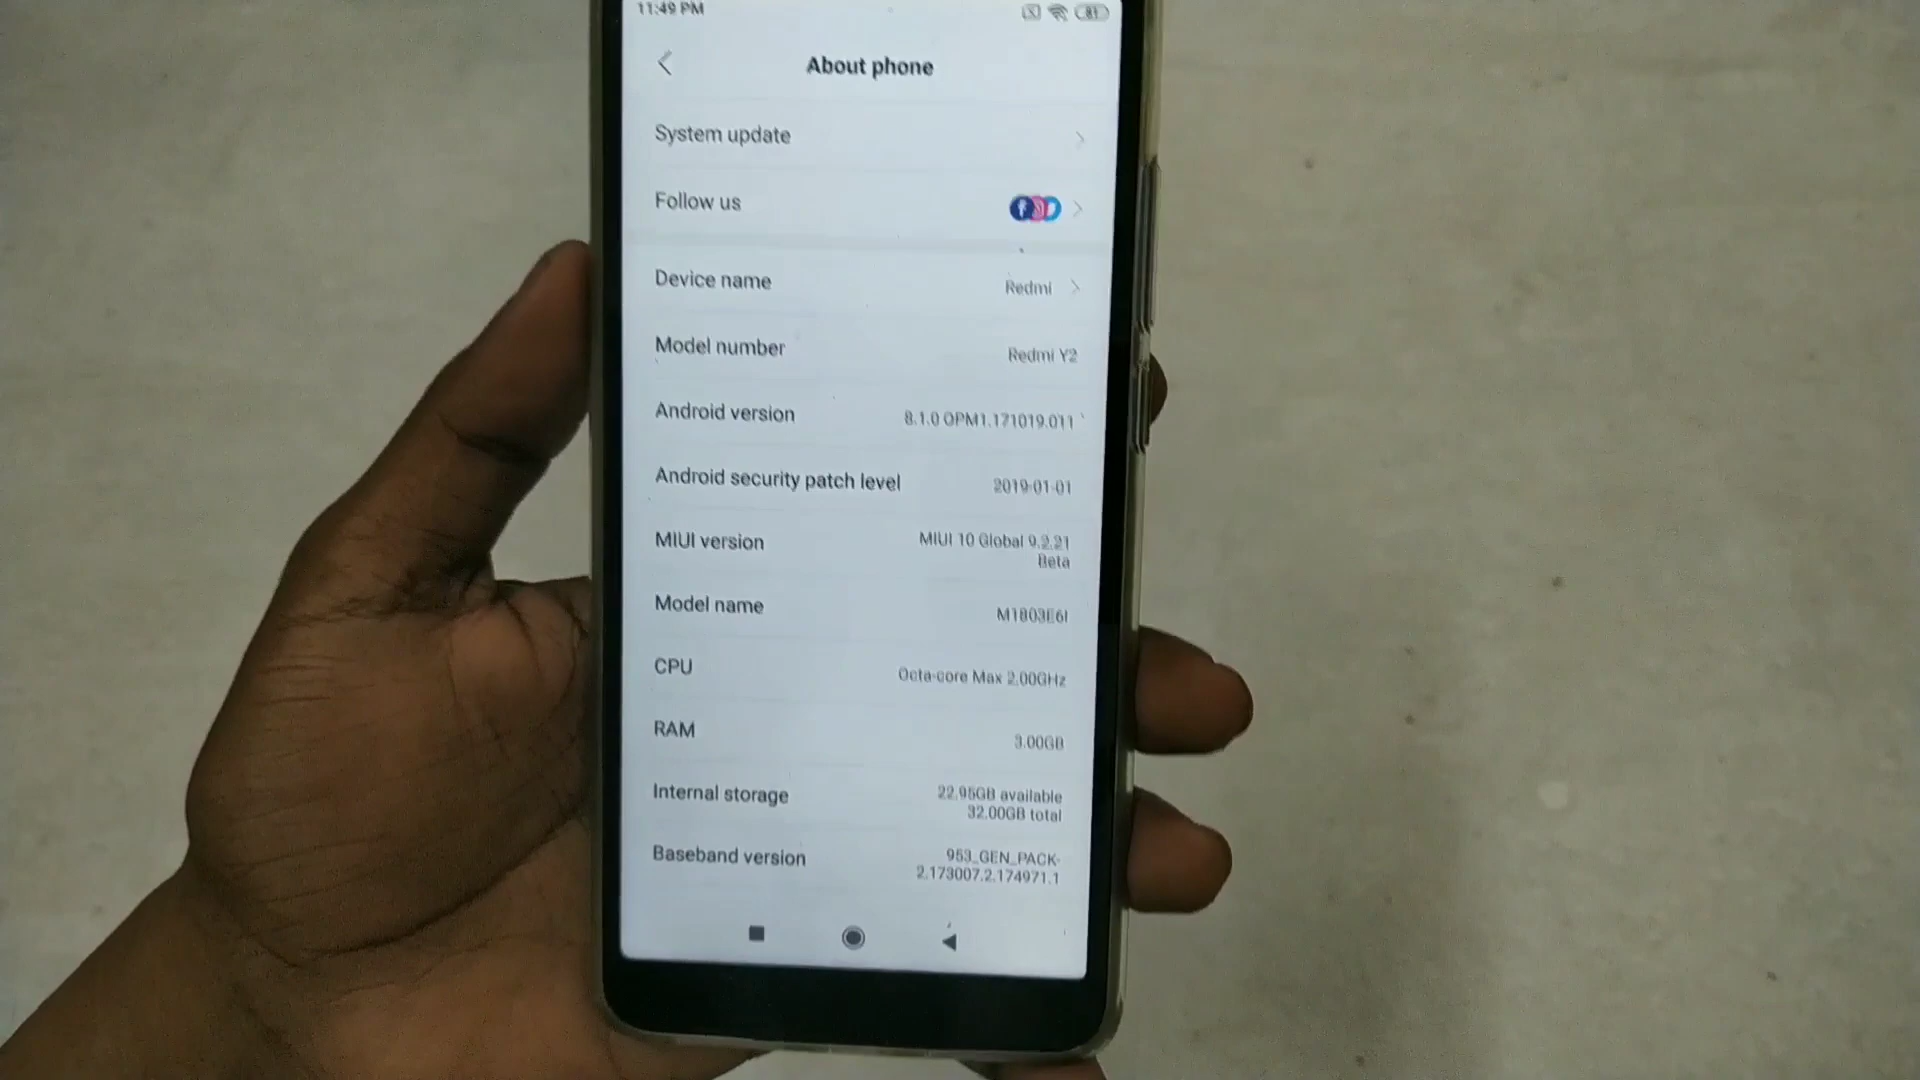 11:49 PM 81
About phone
System update
Follow us
Device name Redmi
Model number Redmi Y2
Android version 8.1.0 OPM1.171019.011
Android security patch level 2019-01-01
MIUI version MIUI 10 Global 9.2.21
Beta
Model name M1803E6I
CPU Octa-core Max 2.00GHz
RAM 3.00GB
Internal storage 22.95GB available
32.00GB total
Baseband version 953_GEN_PACK-
2.173007.2.174971.1